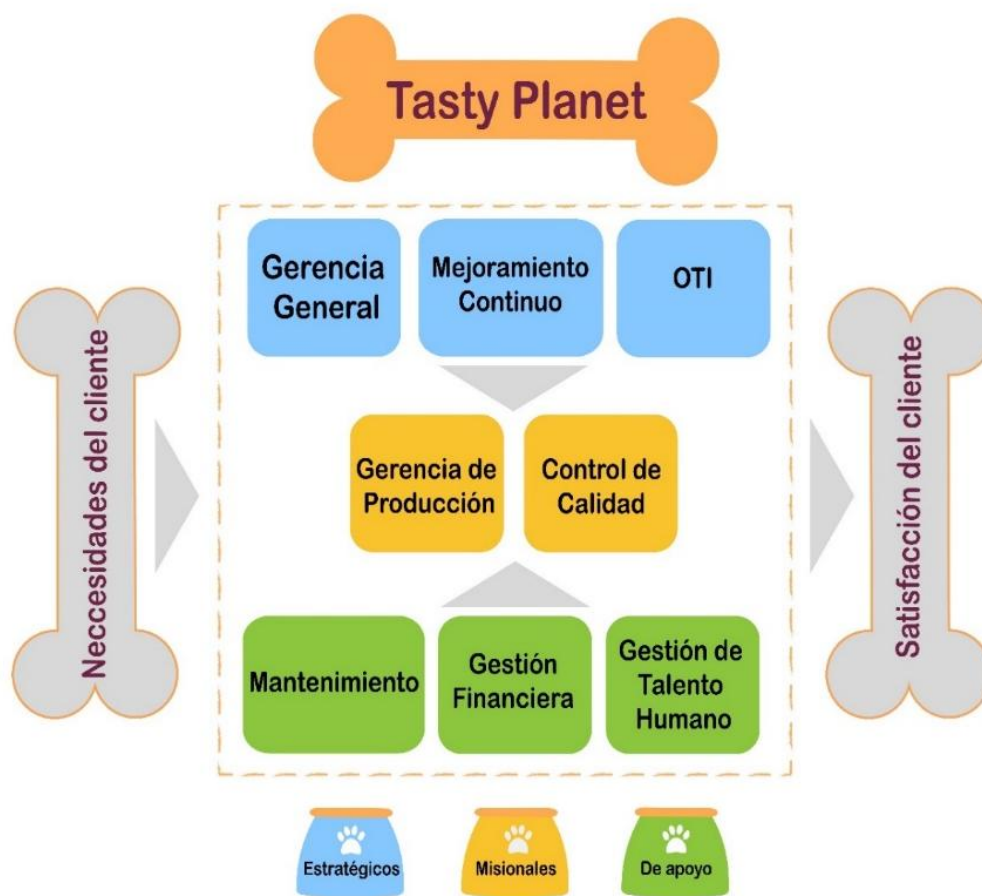 Tasty Planet
Gerencia
General
Mejoramiento
Continuo
OTI
Neccesidades del cliente
Gerencia de
Producción
Control de
Calidad
Satisfacción del cliente
Mantenimiento
Gestión
Financiera
Gestión de
Talento
Humano
Estratégicos
Misionales
De apoyo